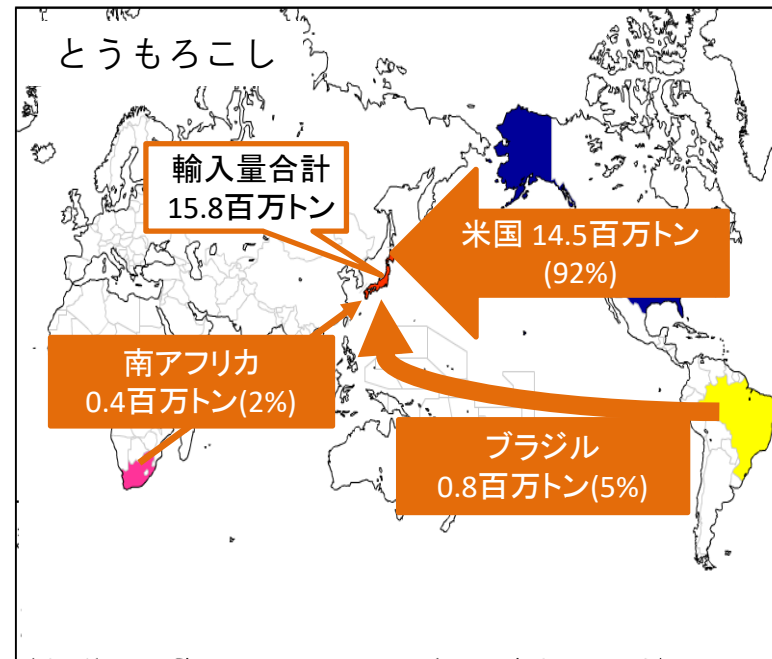 とうもろこし
輸入量合計
15.8百万トン
米国 14.5百万トン
(92%)
南アフリカ
0.4百万トン(2%)
ブラジル
0.8百万トン(5%)